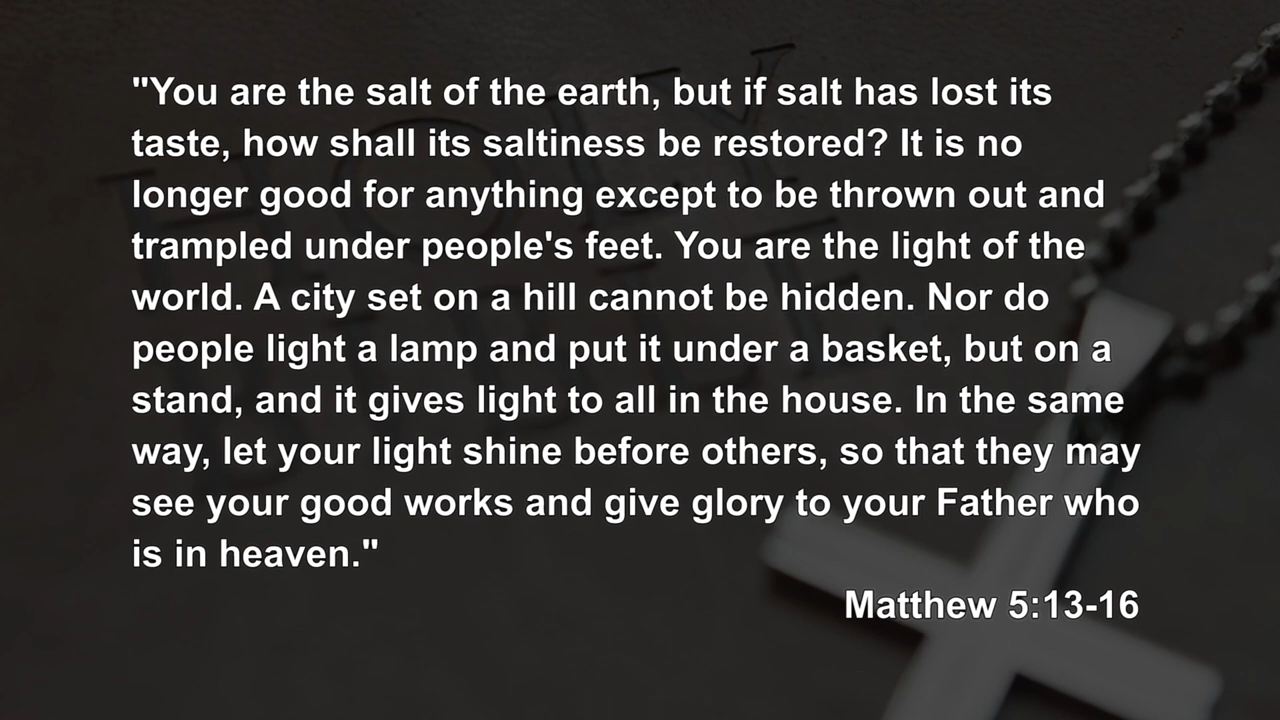 HOLY
BIBLE
"You are the salt of the earth, but if salt has lost its
taste, how shall its saltiness be restored? It is no
longer good for anything except to be thrown out and
trampled under people's feet. You are the light of the
world. A city set on a hill cannot be hidden. Nor do
people light a lamp and put it under a basket, but on a
stand, and it gives light to all in the house. In the same
way, let your light shine before others, so that they may
see your good works and give glory to your Father who
is in heaven."
Matthew 5:13-16